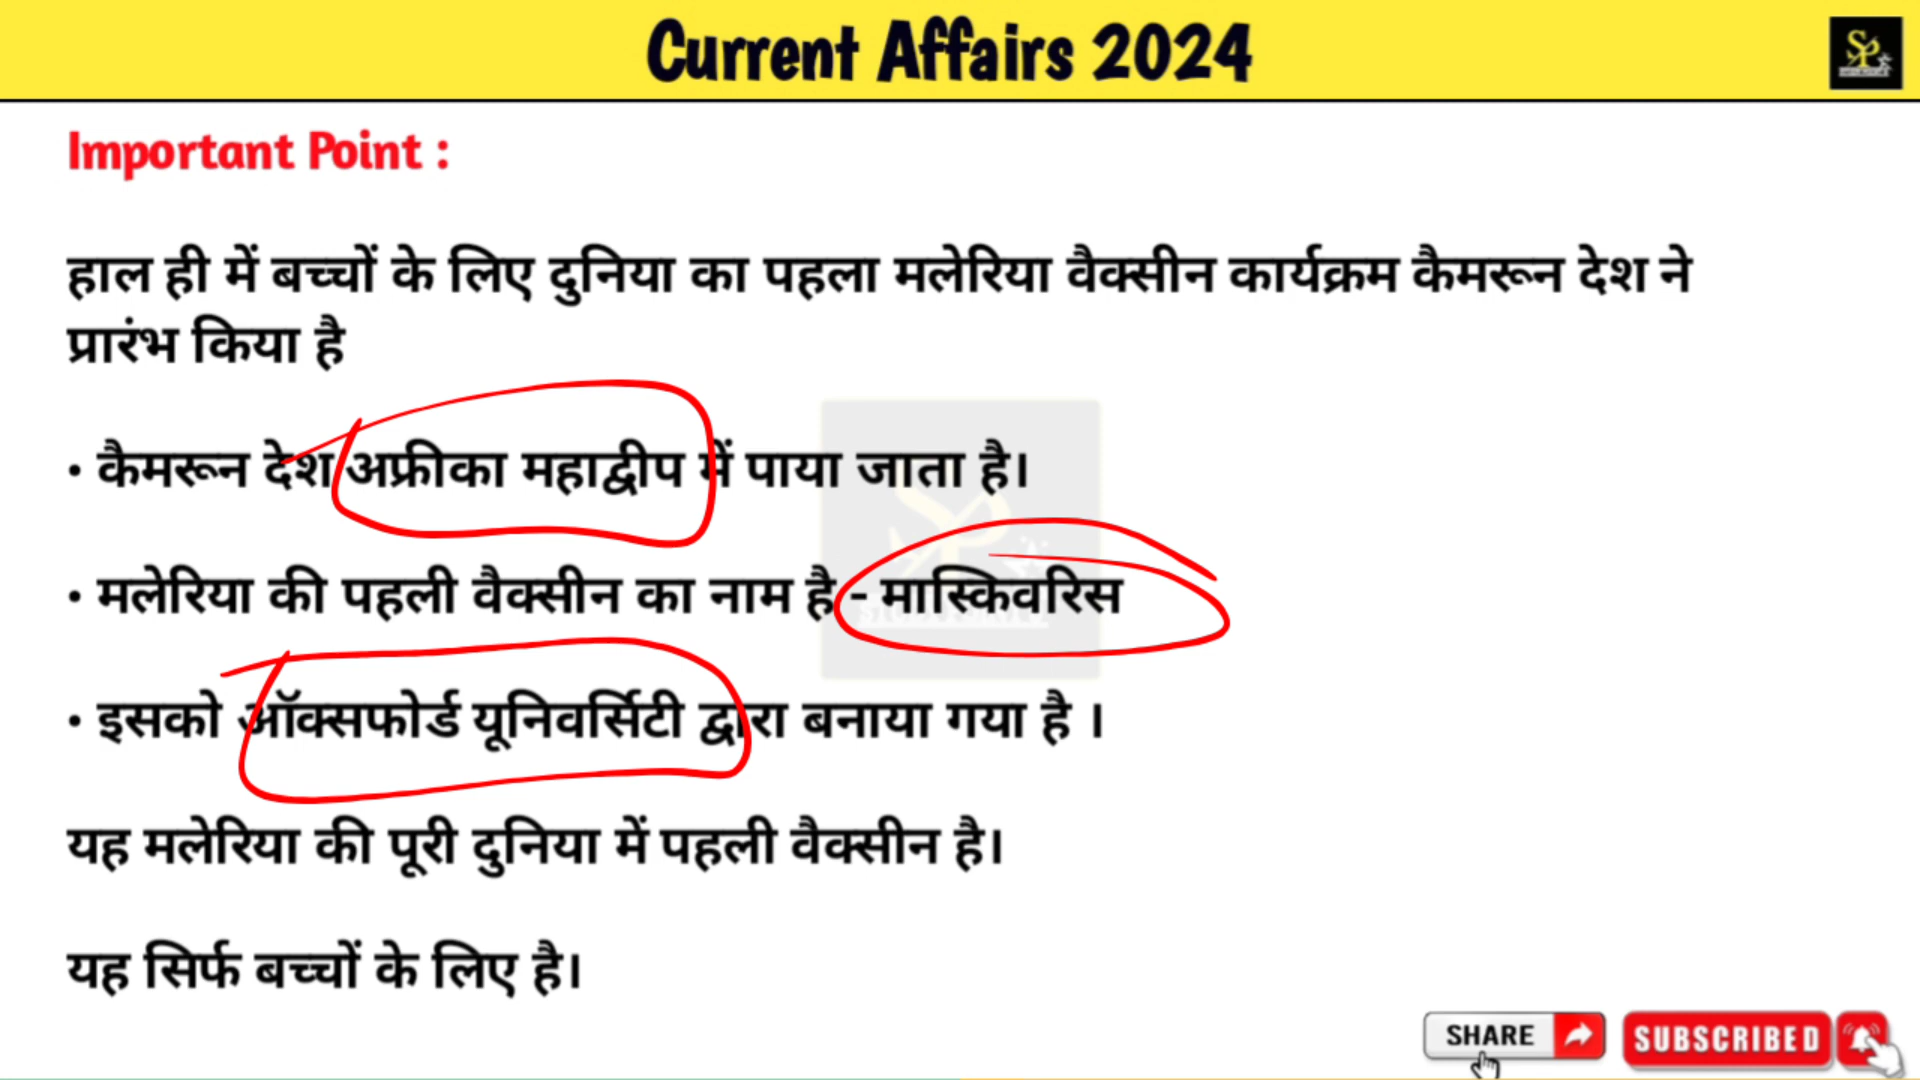 Current Affairs 2024
Important Point :
हाल ही में बच्चों के लिए दुनिया का पहला मलेरिया वैक्सीन कार्यक्रम कैमरून देश ने
प्रारंभ किया है
• कैमरून देश अफ्रीका महाद्वीप में पाया जाता है।
• मलेरिया की पहली वैक्सीन का नाम है - मास्किवरिस
• इसको ऑक्सफोर्ड यूनिवर्सिटी द्वारा बनाया गया है ।
यह मलेरिया की पूरी दुनिया में पहली वैक्सीन है।
यह सिर्फ बच्चों के लिए है।
SHARE
SUBSCRIBED